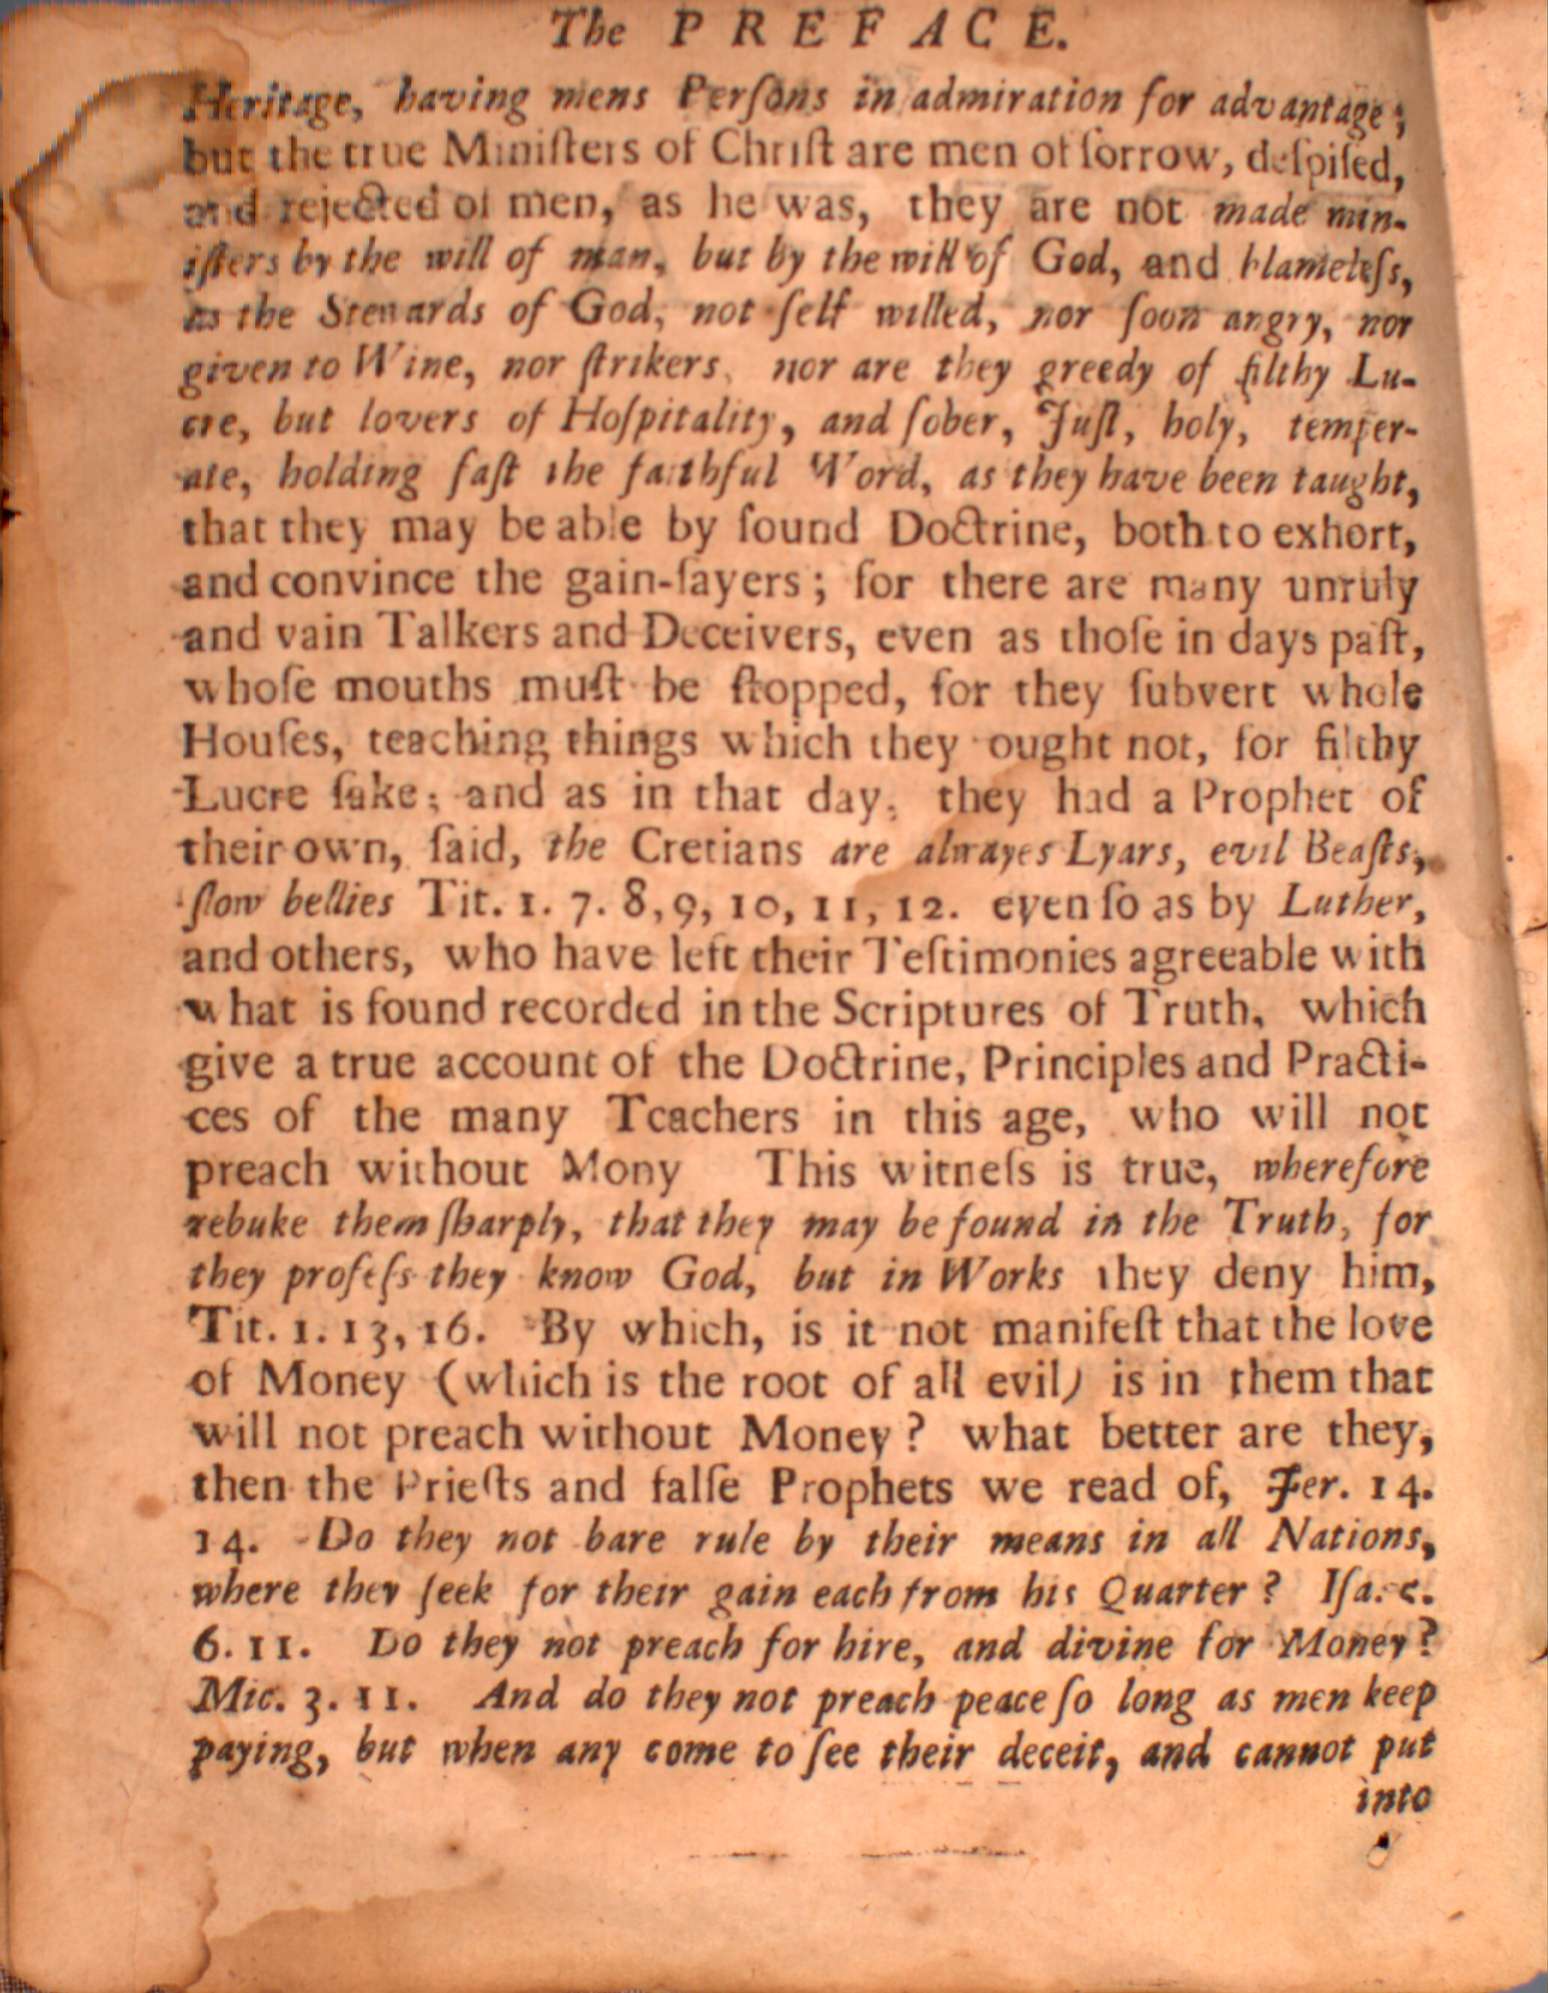 The PREFACE.
Heritage, having mens Perſons in admiration for advantage;
but the true Miniſters of Chriſt are men of ſorrow, deſpiſed,
and rejected of men, as he was, they are not made min-
iſters by the will of man, but by the will of God, and blameleſs,
as the Stewards of God, not ſelf willed, nor ſoon angry, nor
given to Wine, nor ſtrikers, nor are they greedy of filthy Lu-
cre, but lovers of Hoſpitality, and ſober, Juſt, holy, temper-
ate, holding faſt the faithful Word, as they have been taught,
that they may be able by ſound Doctrine, both to exhort,
and convince the gain-ſayers; for there are many unruly
and vain Talkers and Deceivers, even as thoſe in days paſt,
whoſe mouths muſt be ſtopped, for they ſubvert whole
Houſes, teaching things which they ought not, for filthy
Lucre ſake; and as in that day, they had a Prophet of
their own, ſaid, the Cretians are alwayes Lyars, evil Beaſts,
ſlow bellies Tit. 1. 7. 8, 9, 10, 11, 12. even ſo as by Luther,
and others, who have left their Teſtimonies agreeable with
what is found recorded in the Scriptures of Truth, which
give a true account of the Doctrine, Principles and Practi-
ces of the many Teachers in this age, who will not
preach without Mony This witneſs is true, wherefore
rebuke them ſharply, that they may be found in the Truth, for
they profeſs they know God, but in Works they deny him,
Tit. 1. 13, 16. By which, is it not manifeſt that the love
of Money (which is the root of all evil) is in them that
will not preach without Money? what better are they,
then the Prieſts and falſe Prophets we read of, Jer. 14.
14. Do they not bare rule by their means in all Nations,
where they ſeek for their gain each from his Quarter? Iſa.
6. 11. Do they not preach for hire, and divine for Money?
Mic. 3. 11. And do they not preach peace ſo long as men keep
paying, but when any come to ſee their deceit, and cannot put
into